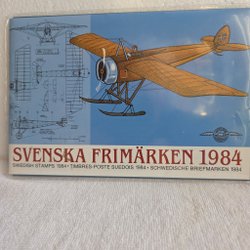 SVENSKA FRIMÄRKEN 1984
SWEDISH STAMPS 1984 • TIMBRES-POSTE SUEDOIS 1984 • SCHWEDISCHE BRIEFMARKEN 1984